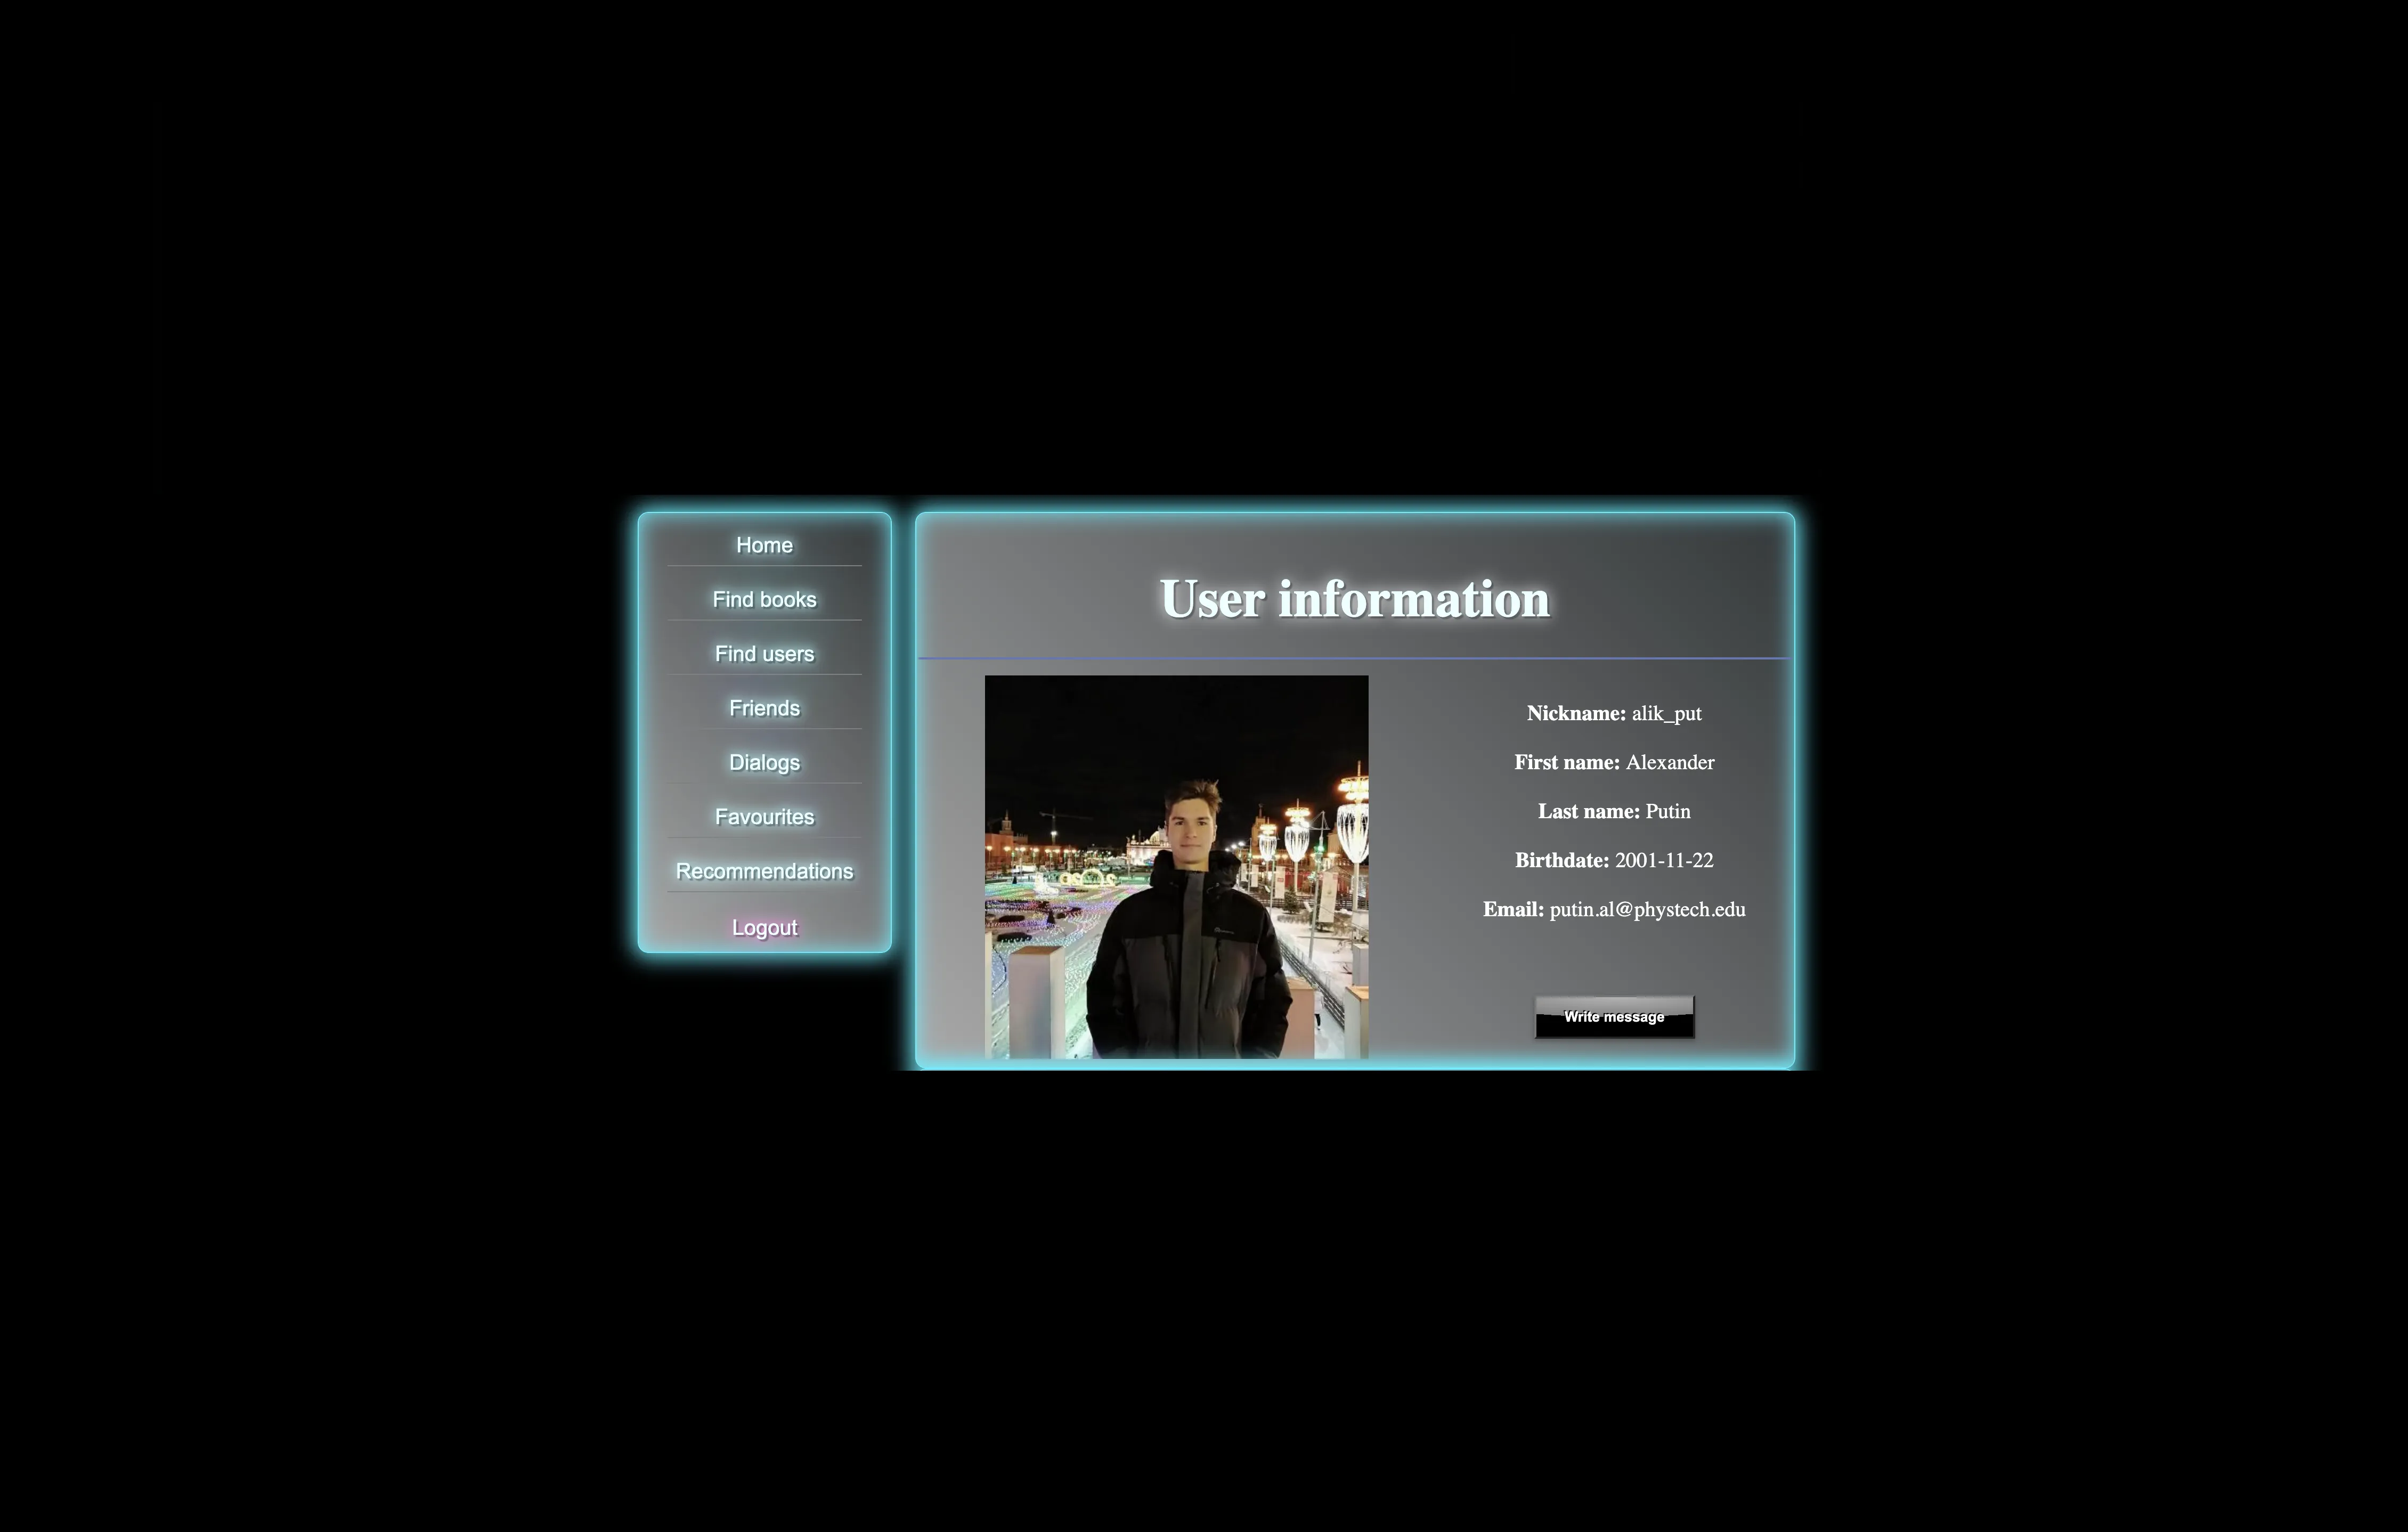 Home
Find books
Find users
Friends
Dialogs
Favourites
Recommendations
Logout
User information
Nickname: alik_put
First name: Alexander
Last name: Putin
Birthdate: 2001-11-22
Email: putin.al@phystech.edu
Write message